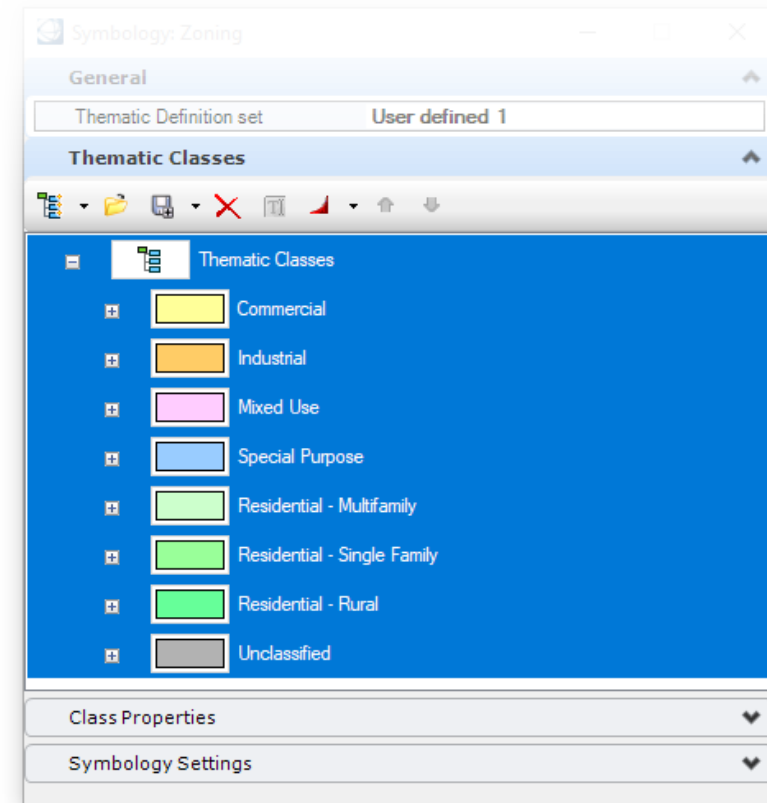 Symbology: Zoning
General
Thematic Definition set User defined 1
Thematic Classes
Thematic Classes
Commercial
Industrial
Mixed Use
Special Purpose
Residential - Multifamily
Residential - Single Family
Residential - Rural
Unclassified
Class Properties
Symbology Settings